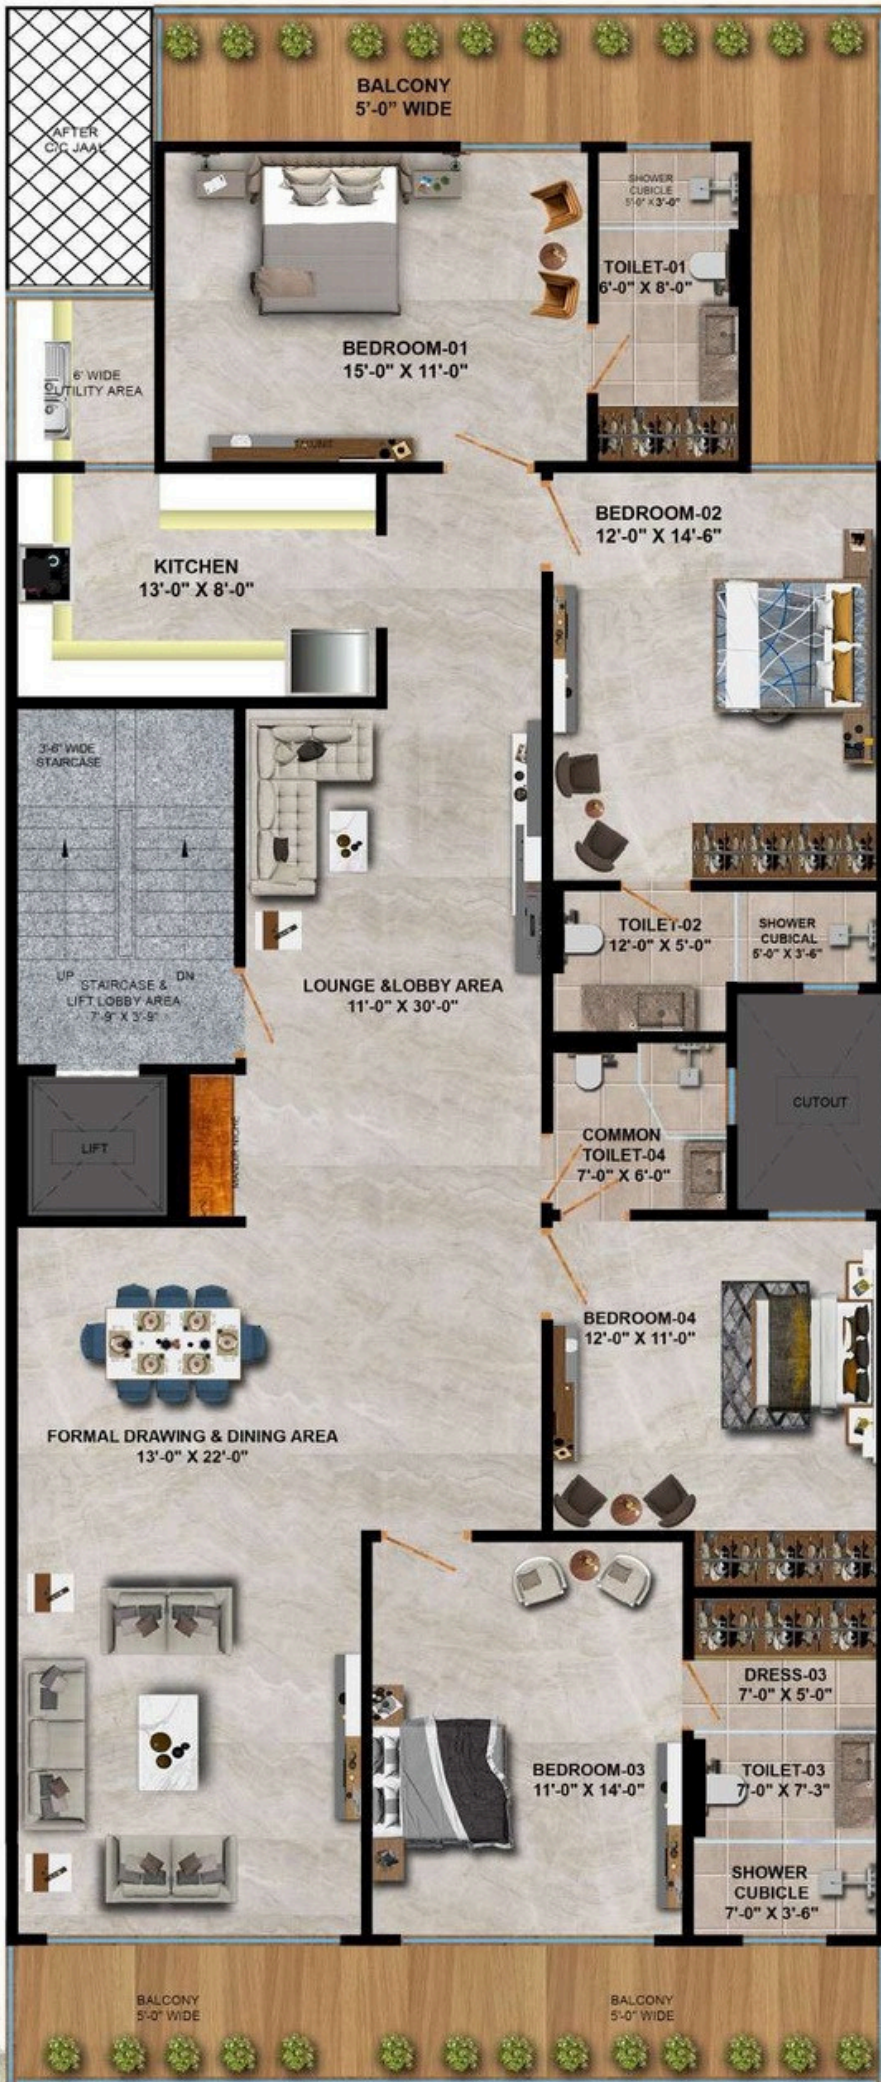 BALCONY
5'-0" WIDE
AFTER
C/C JAAL
SHOWER
CUBICLE
5'-0" X 3'-0"
TOILET-01
6'-0" X 8'-0"
BEDROOM-01
15'-0" X 11'-0"
6' WIDE
UTILITY AREA
BEDROOM-02
12'-0" X 14'-6"
KITCHEN
13'-0" X 8'-0"
3'-6" WIDE
STAIRCASE
TOILET-02
12'-0" X 5'-0"
SHOWER
CUBICAL
5'-0" X 3'-6"
UP
DN
STAIRCASE &
LIFT LOBBY AREA
7'-9" X 3'-9"
LOUNGE &LOBBY AREA
11'-0" X 30'-0"
CUTOUT
LIFT
MANDIR NICHE
COMMON
TOILET-04
7'-0" X 6'-0"
BEDROOM-04
12'-0" X 11'-0"
FORMAL DRAWING & DINING AREA
13'-0" X 22'-0"
DRESS-03
7'-0" X 5'-0"
BEDROOM-03
11'-0" X 14'-0"
TOILET-03
7'-0" X 7'-3"
SHOWER
CUBICLE
7'-0" X 3'-6"
BALCONY
5'-0" WIDE
BALCONY
5'-0" WIDE